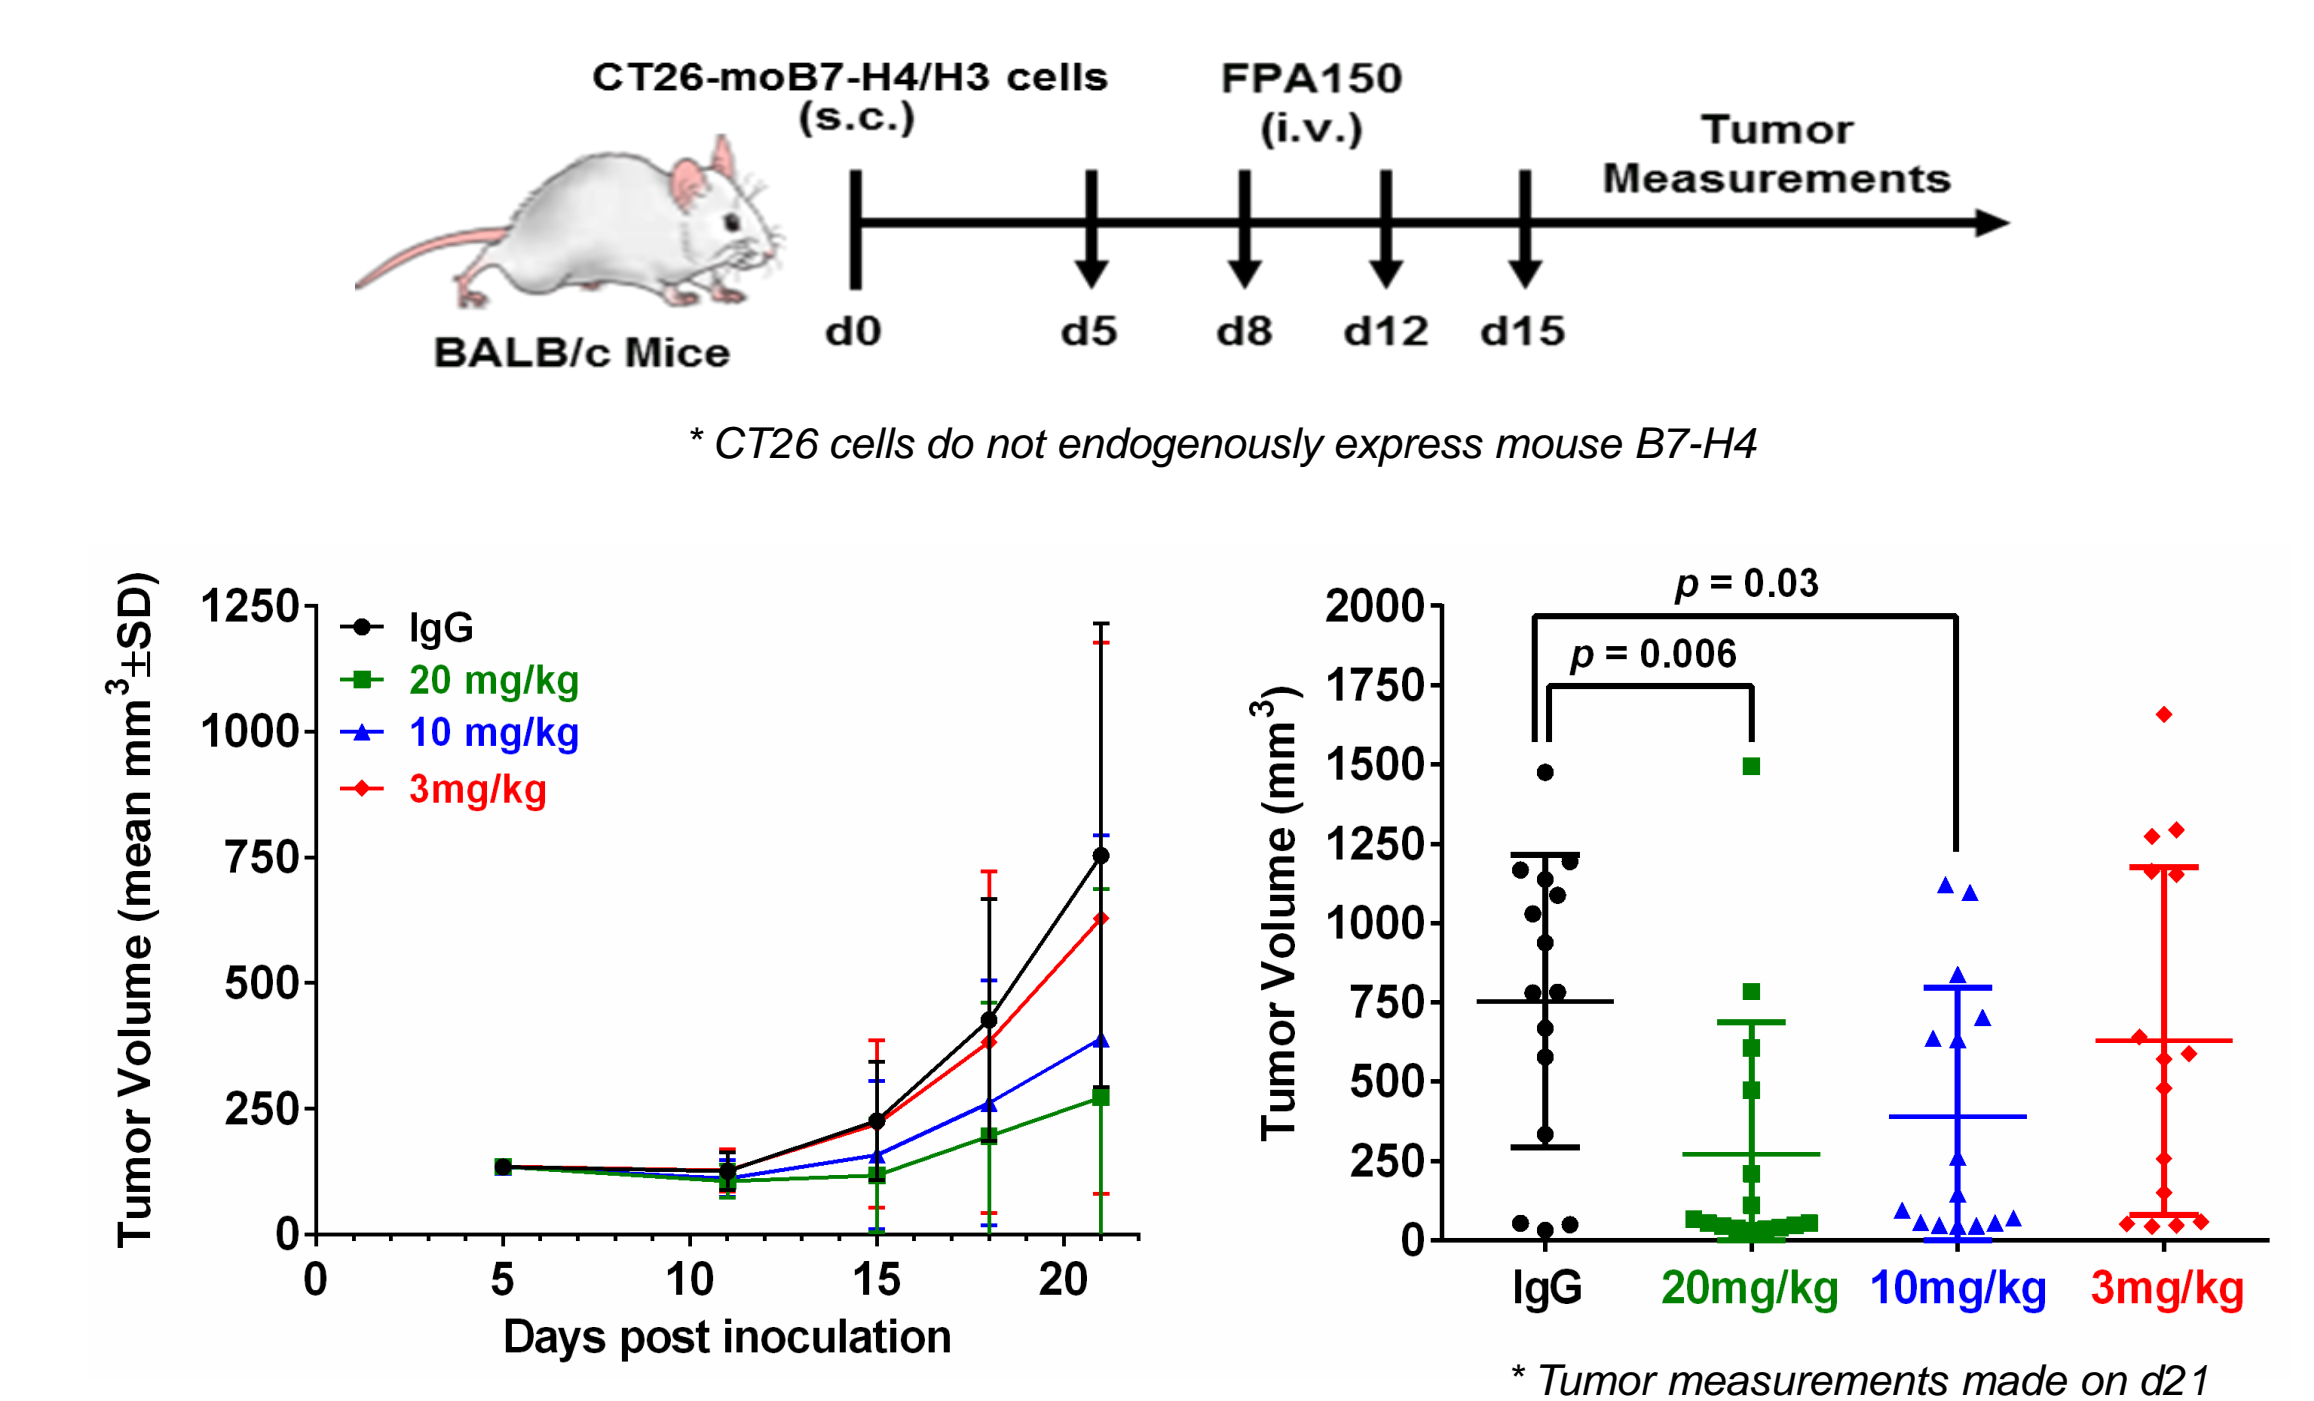 CT26-moB7-H4/H3 cells
(s.c.)
FPA150
(i.v.)
Tumor
Measurements
BALB/c Mice
d0
d5
d8
d12
d15
* CT26 cells do not endogenously express mouse B7-H4
Tumor Volume (mean mm³±SD)
1250
1000
750
500
250
0
IgG
20 mg/kg
10 mg/kg
3mg/kg
0
5
10
15
20
Days post inoculation
Tumor Volume (mm³)
2000
1750
1500
1250
1000
750
500
250
0
p = 0.03
p = 0.006
IgG
20mg/kg
10mg/kg
3mg/kg
* Tumor measurements made on d21